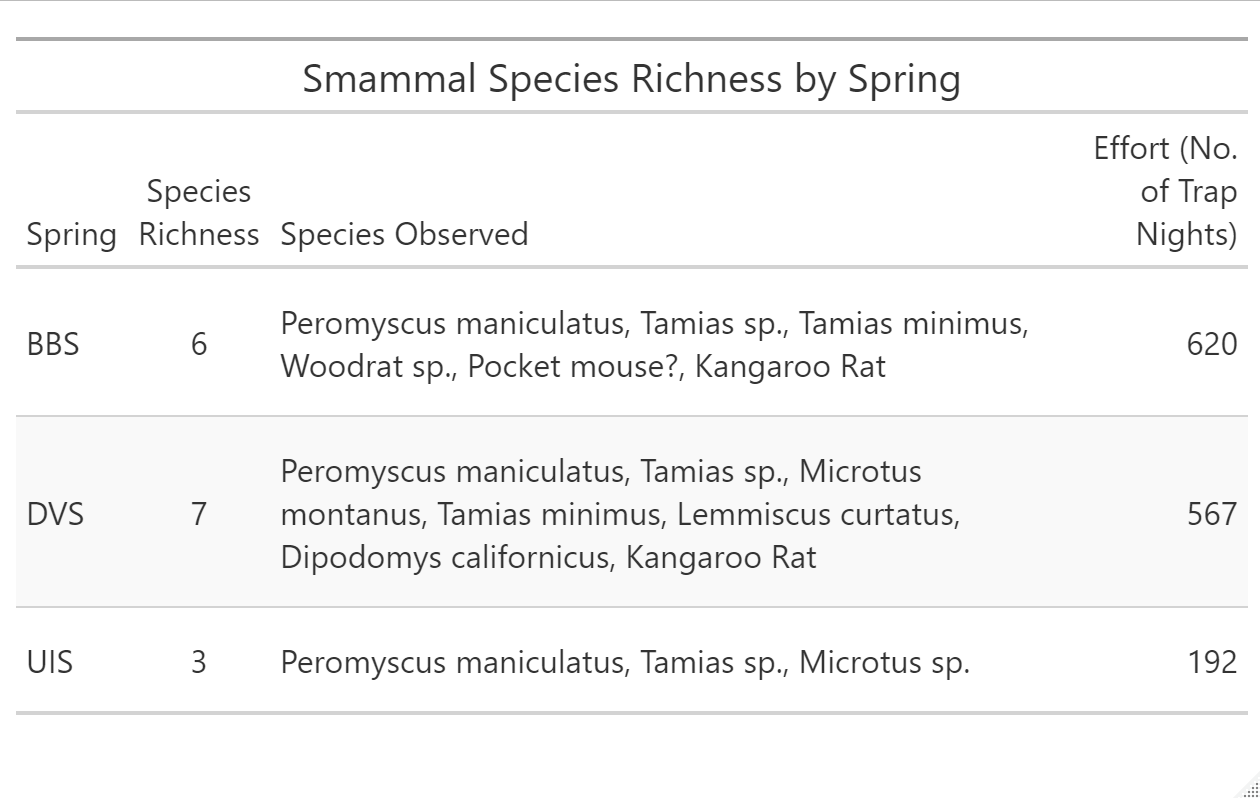 Smammal Species Richness by Spring
Effort (No.
of Trap
Nights)
Species
Richness
Spring
Species Observed
BBS
6
Peromyscus maniculatus, Tamias sp., Tamias minimus,
Woodrat sp., Pocket mouse?, Kangaroo Rat
620
DVS
7
Peromyscus maniculatus, Tamias sp., Microtus
montanus, Tamias minimus, Lemmiscus curtatus,
Dipodomys californicus, Kangaroo Rat
567
UIS
3
Peromyscus maniculatus, Tamias sp., Microtus sp.
192